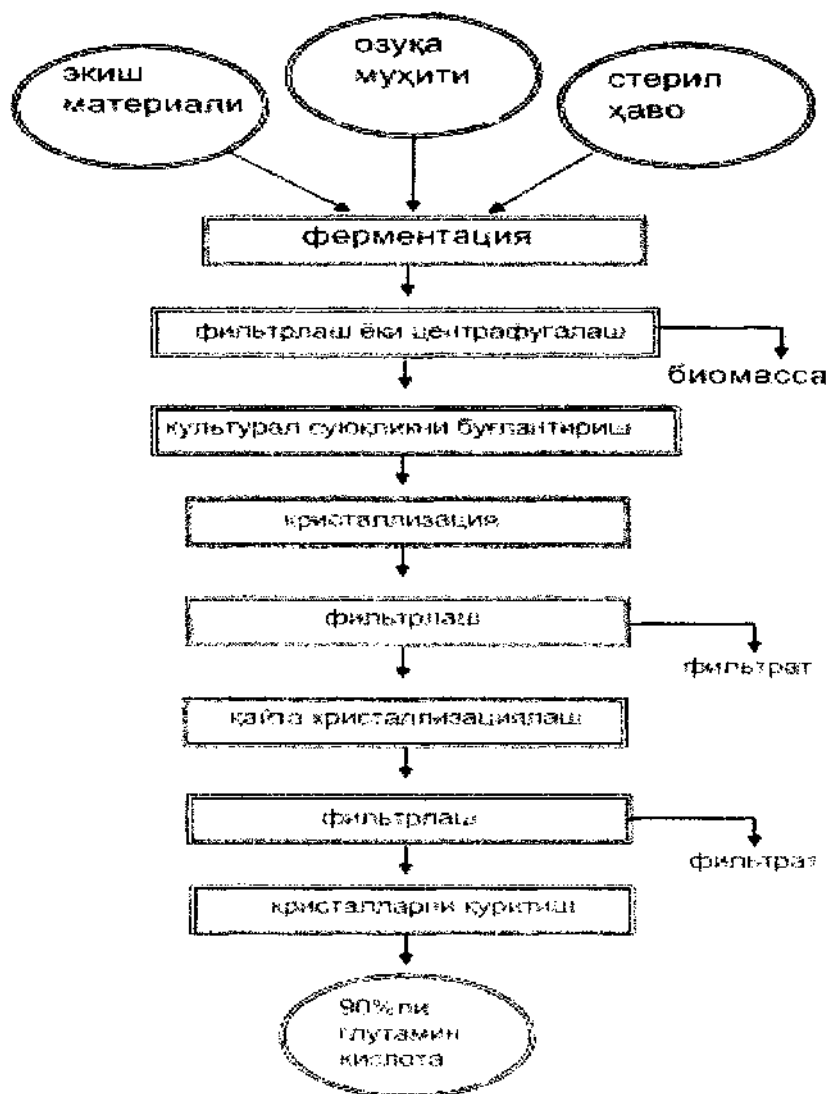 экиш
материали
озуқа
муҳити
стерил
ҳаво
ферментация
фильтрлаш ёки центрафугалаш
биомасса
культурал суюқликни буғлантириш
кристаллизация
фильтрлаш
фильтрат
қайта кристаллизациялаш
фильтрлаш
фильтрат
кристалларни қуритиш
90%ли
глутамин
кислота